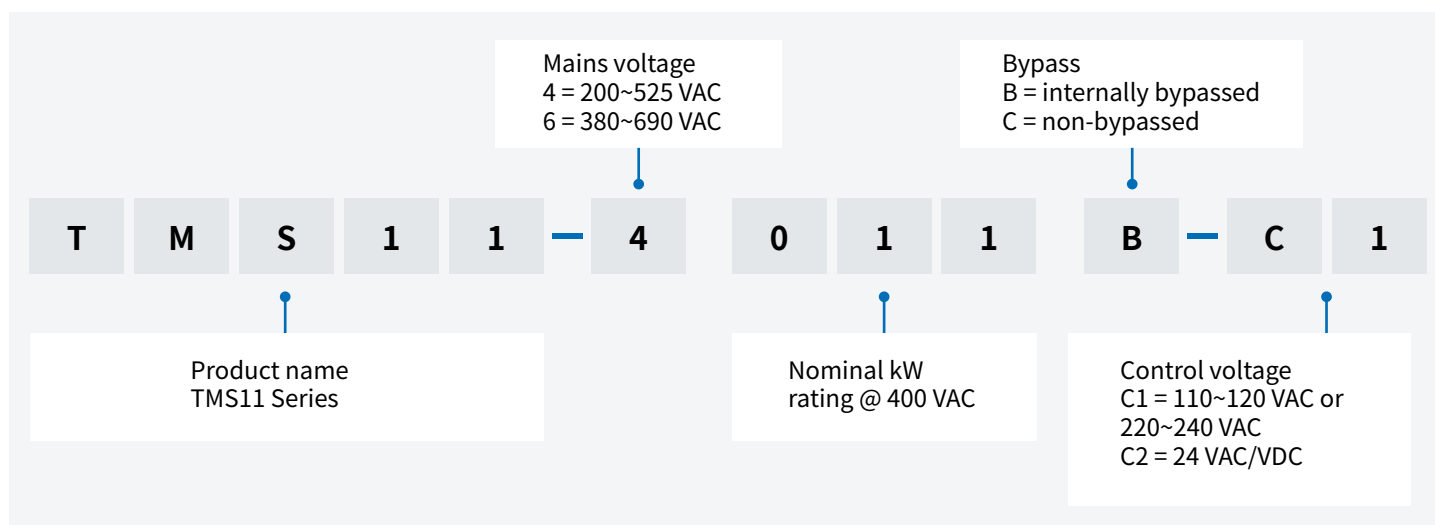 Mains voltage
4 = 200~525 VAC
6 = 380~690 VAC
Bypass
B = internally bypassed
C = non-bypassed
T M S 1 1 – 4 0 1 1 B – C 1
Product name
TMS11 Series
Nominal kW
rating @ 400 VAC
Control voltage
C1 = 110~120 VAC or
220~240 VAC
C2 = 24 VAC/VDC